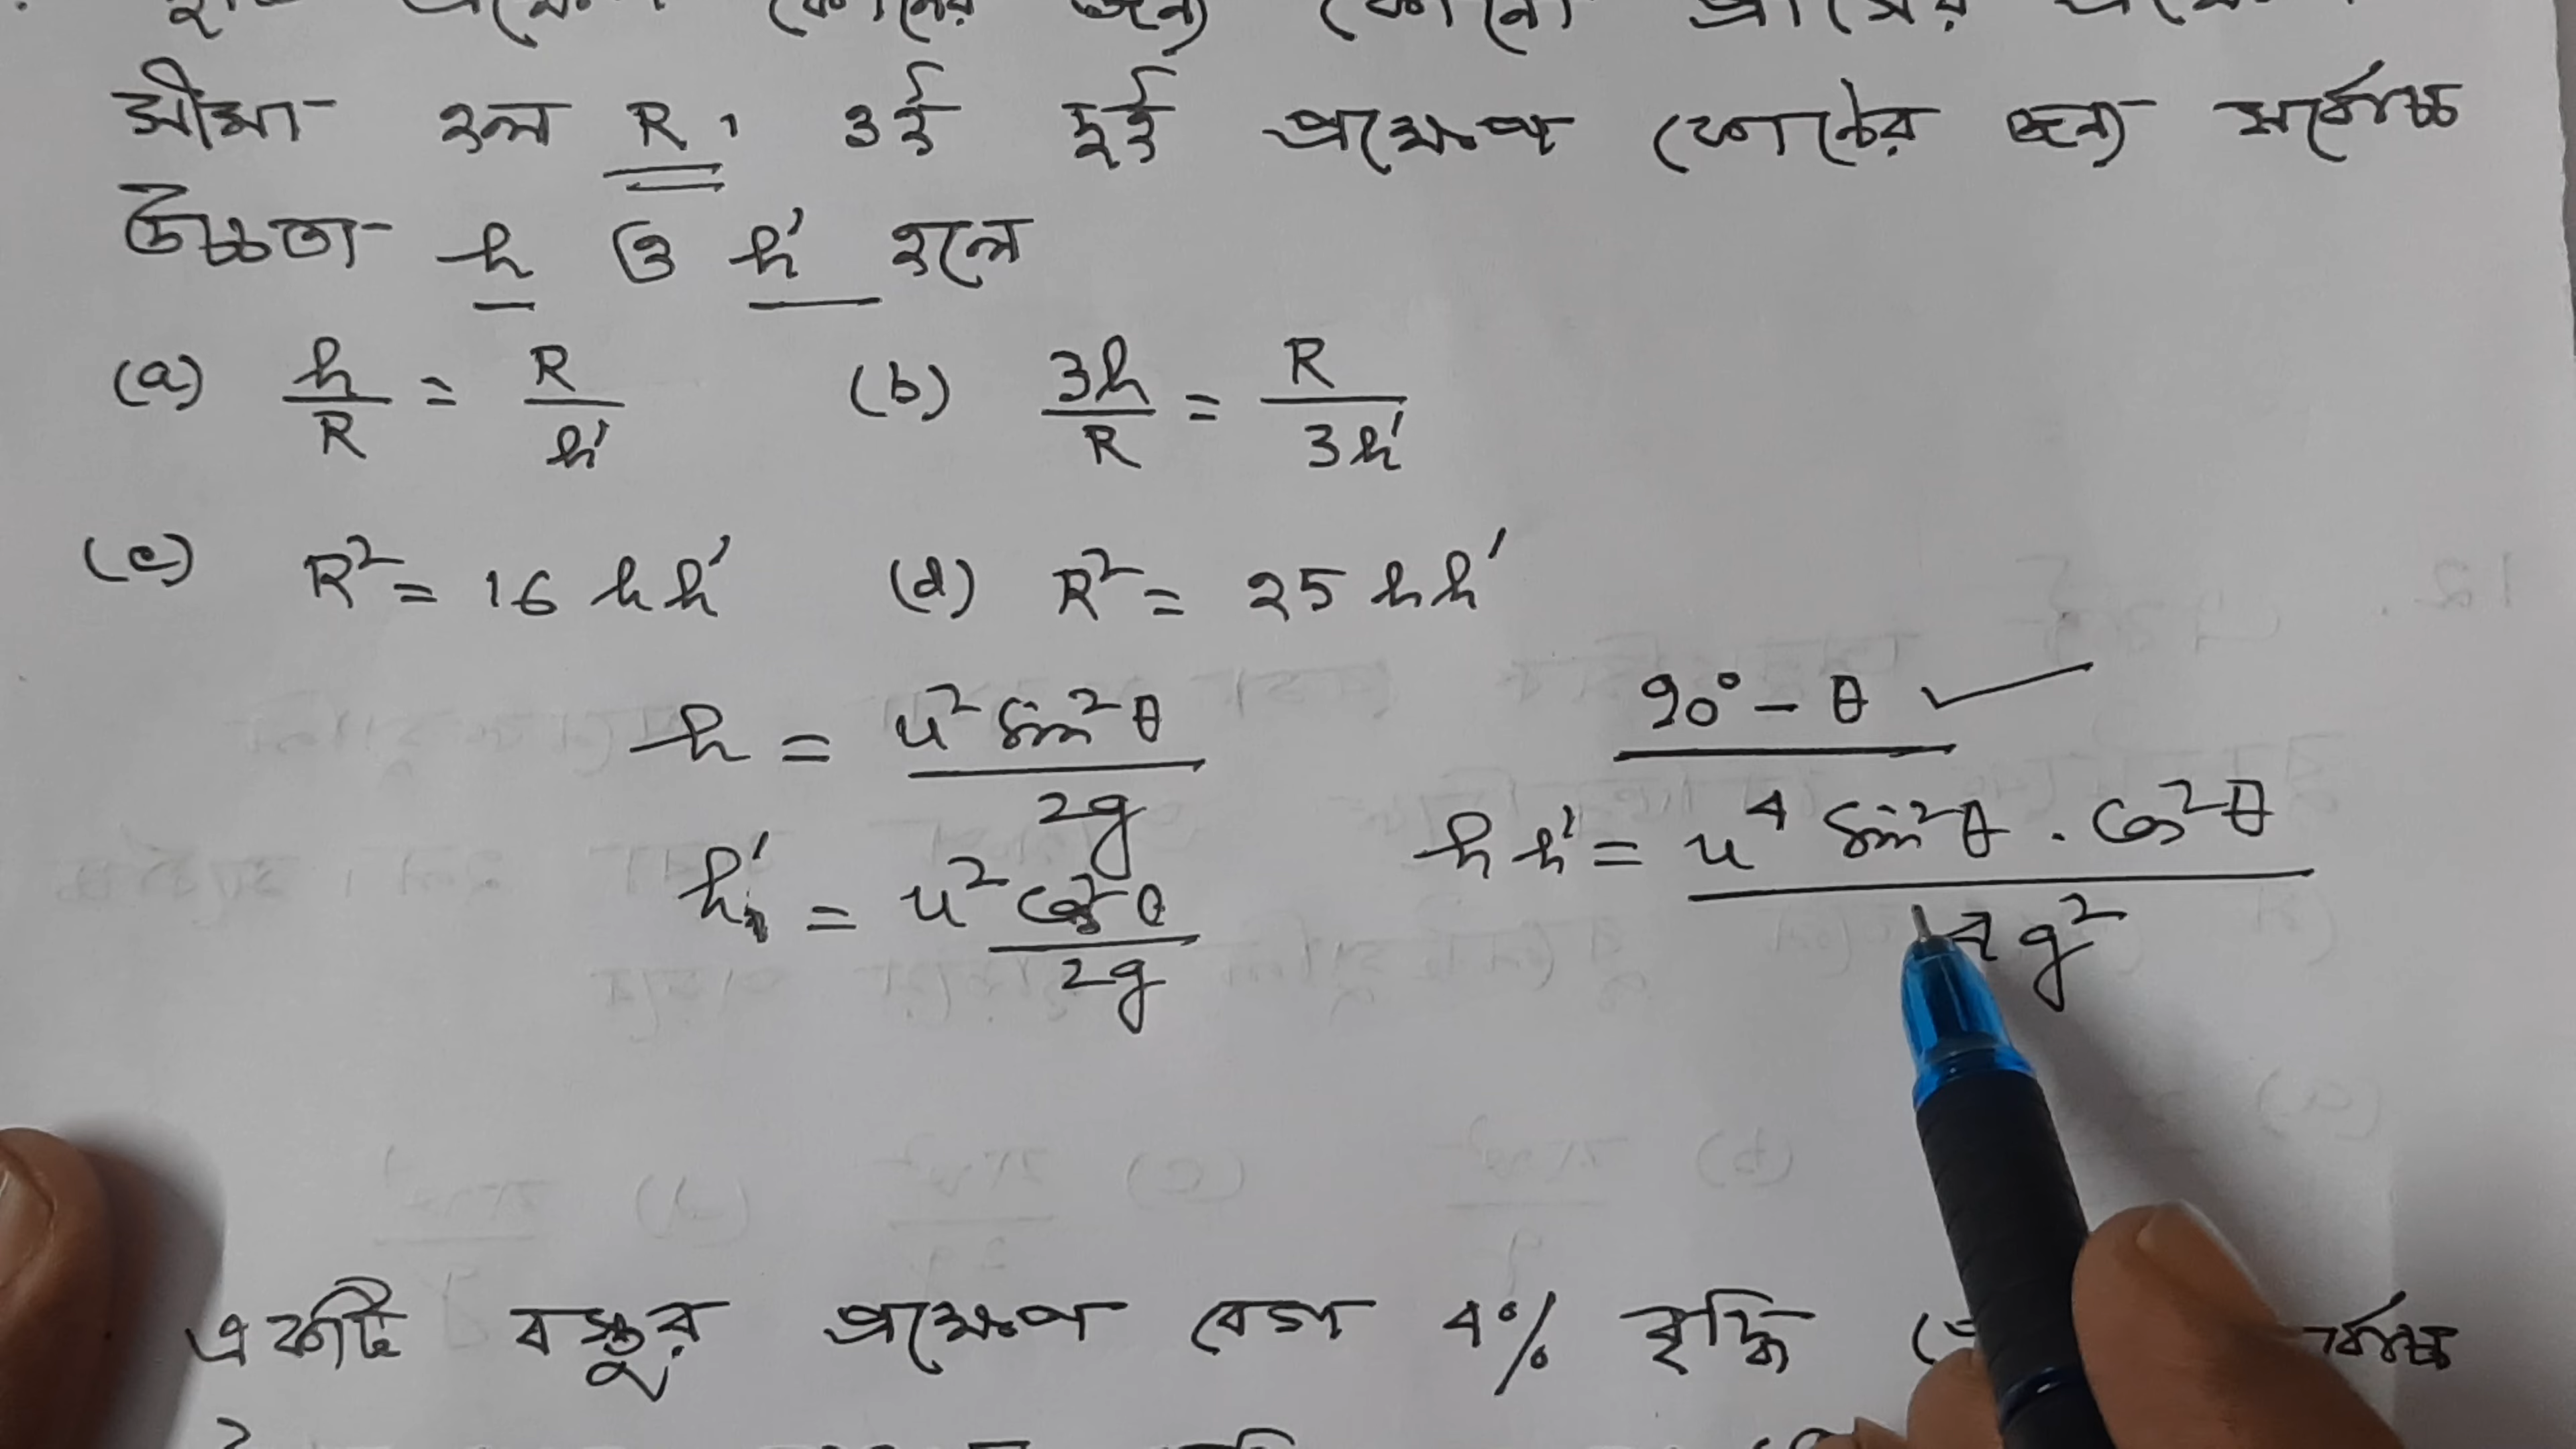 সীমা হল R, ওই দুই প্রক্ষেপ কোণের জন্য সর্বোচ্চ
উচ্চতা h ও h' হলে
(a) h/R = R/h' (b) 3h/R = R/3h'
(c) R² = 16 hh' (d) R² = 25 hh'
h = u² sin²θ / 2g 90° - θ ✓
h' = u² cos²θ / 2g hh' = u⁴ sin²θ . cos²θ / 4g²
একটি বস্তুর প্রক্ষেপ বেগ 4% বৃদ্ধি